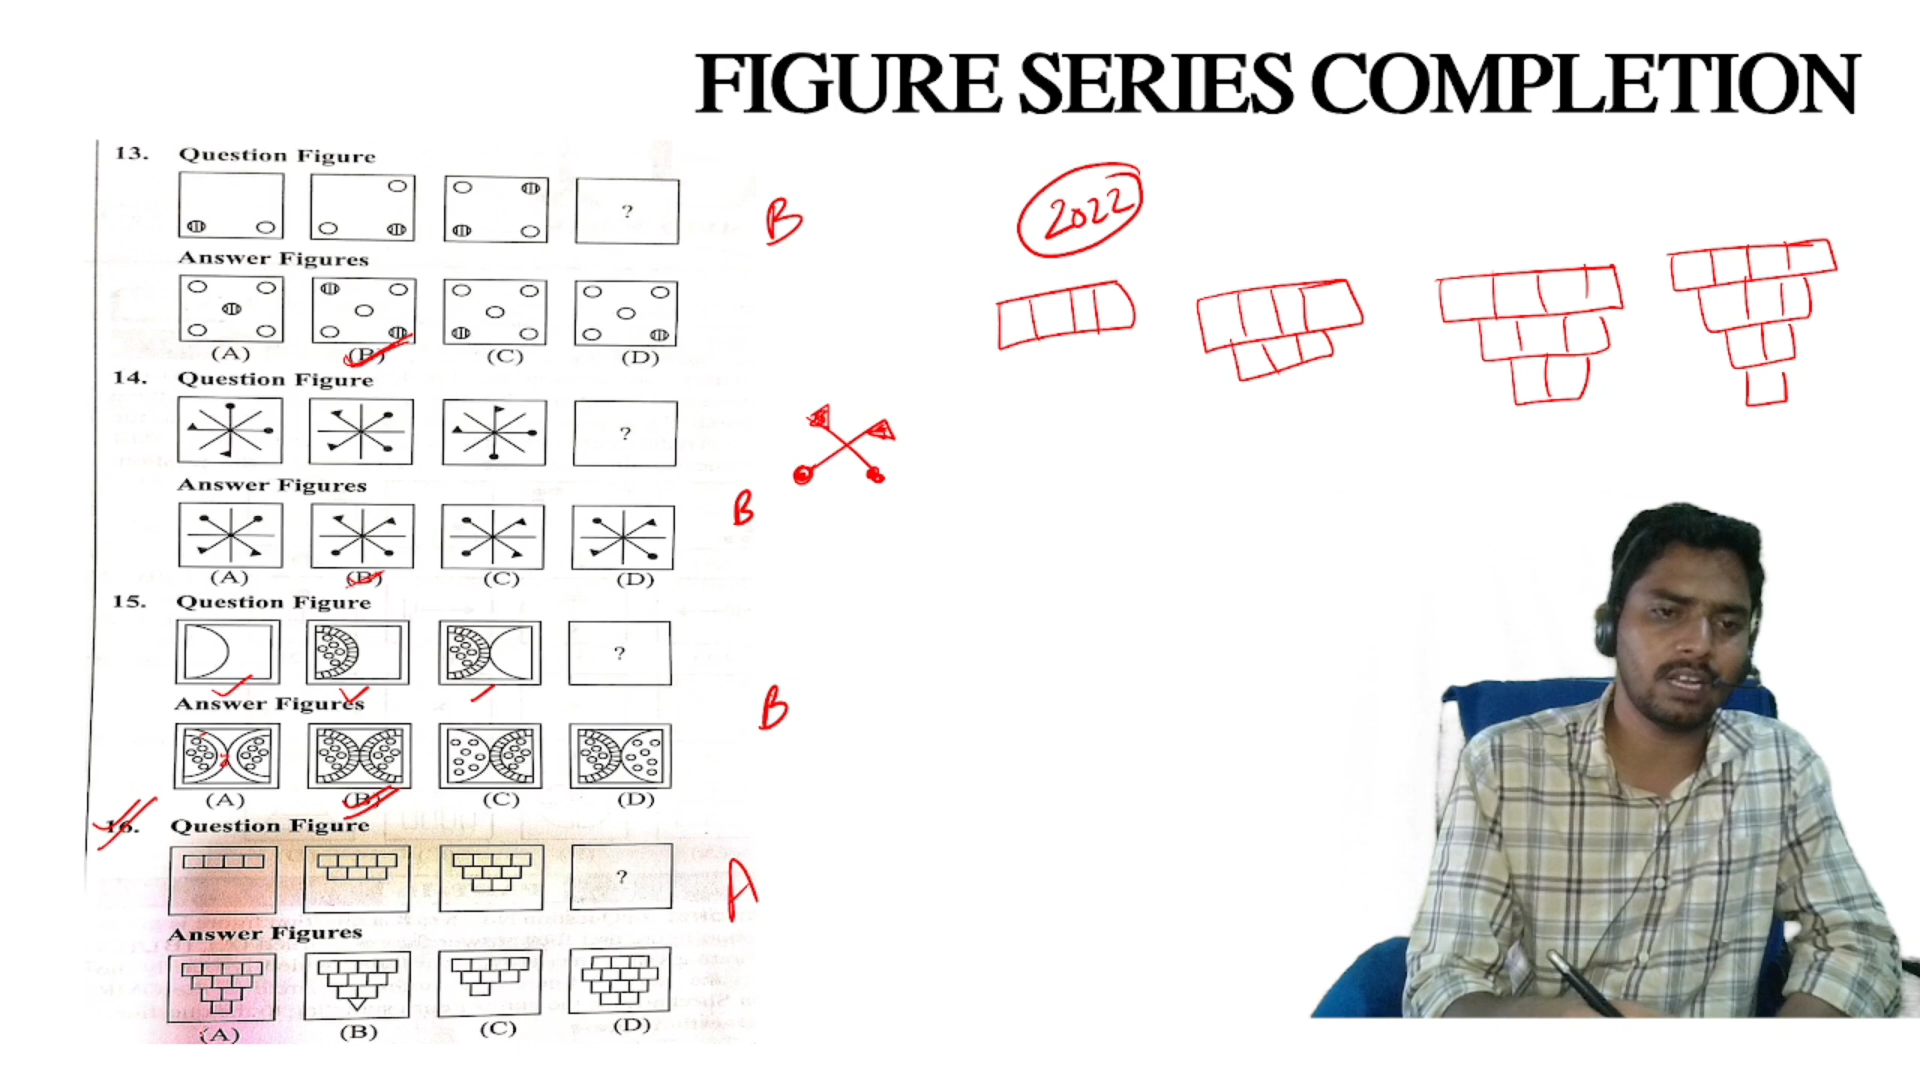 FIGURE SERIES COMPLETION
13. Question Figure
?
Answer Figures
(A) (B) (C) (D)
14. Question Figure
?
Answer Figures
(A) (B) (C) (D)
15. Question Figure
?
Answer Figures
(A) (B) (C) (D)
16. Question Figure
?
Answer Figures
(A) (B) (C) (D)
B
B
B
A
2022